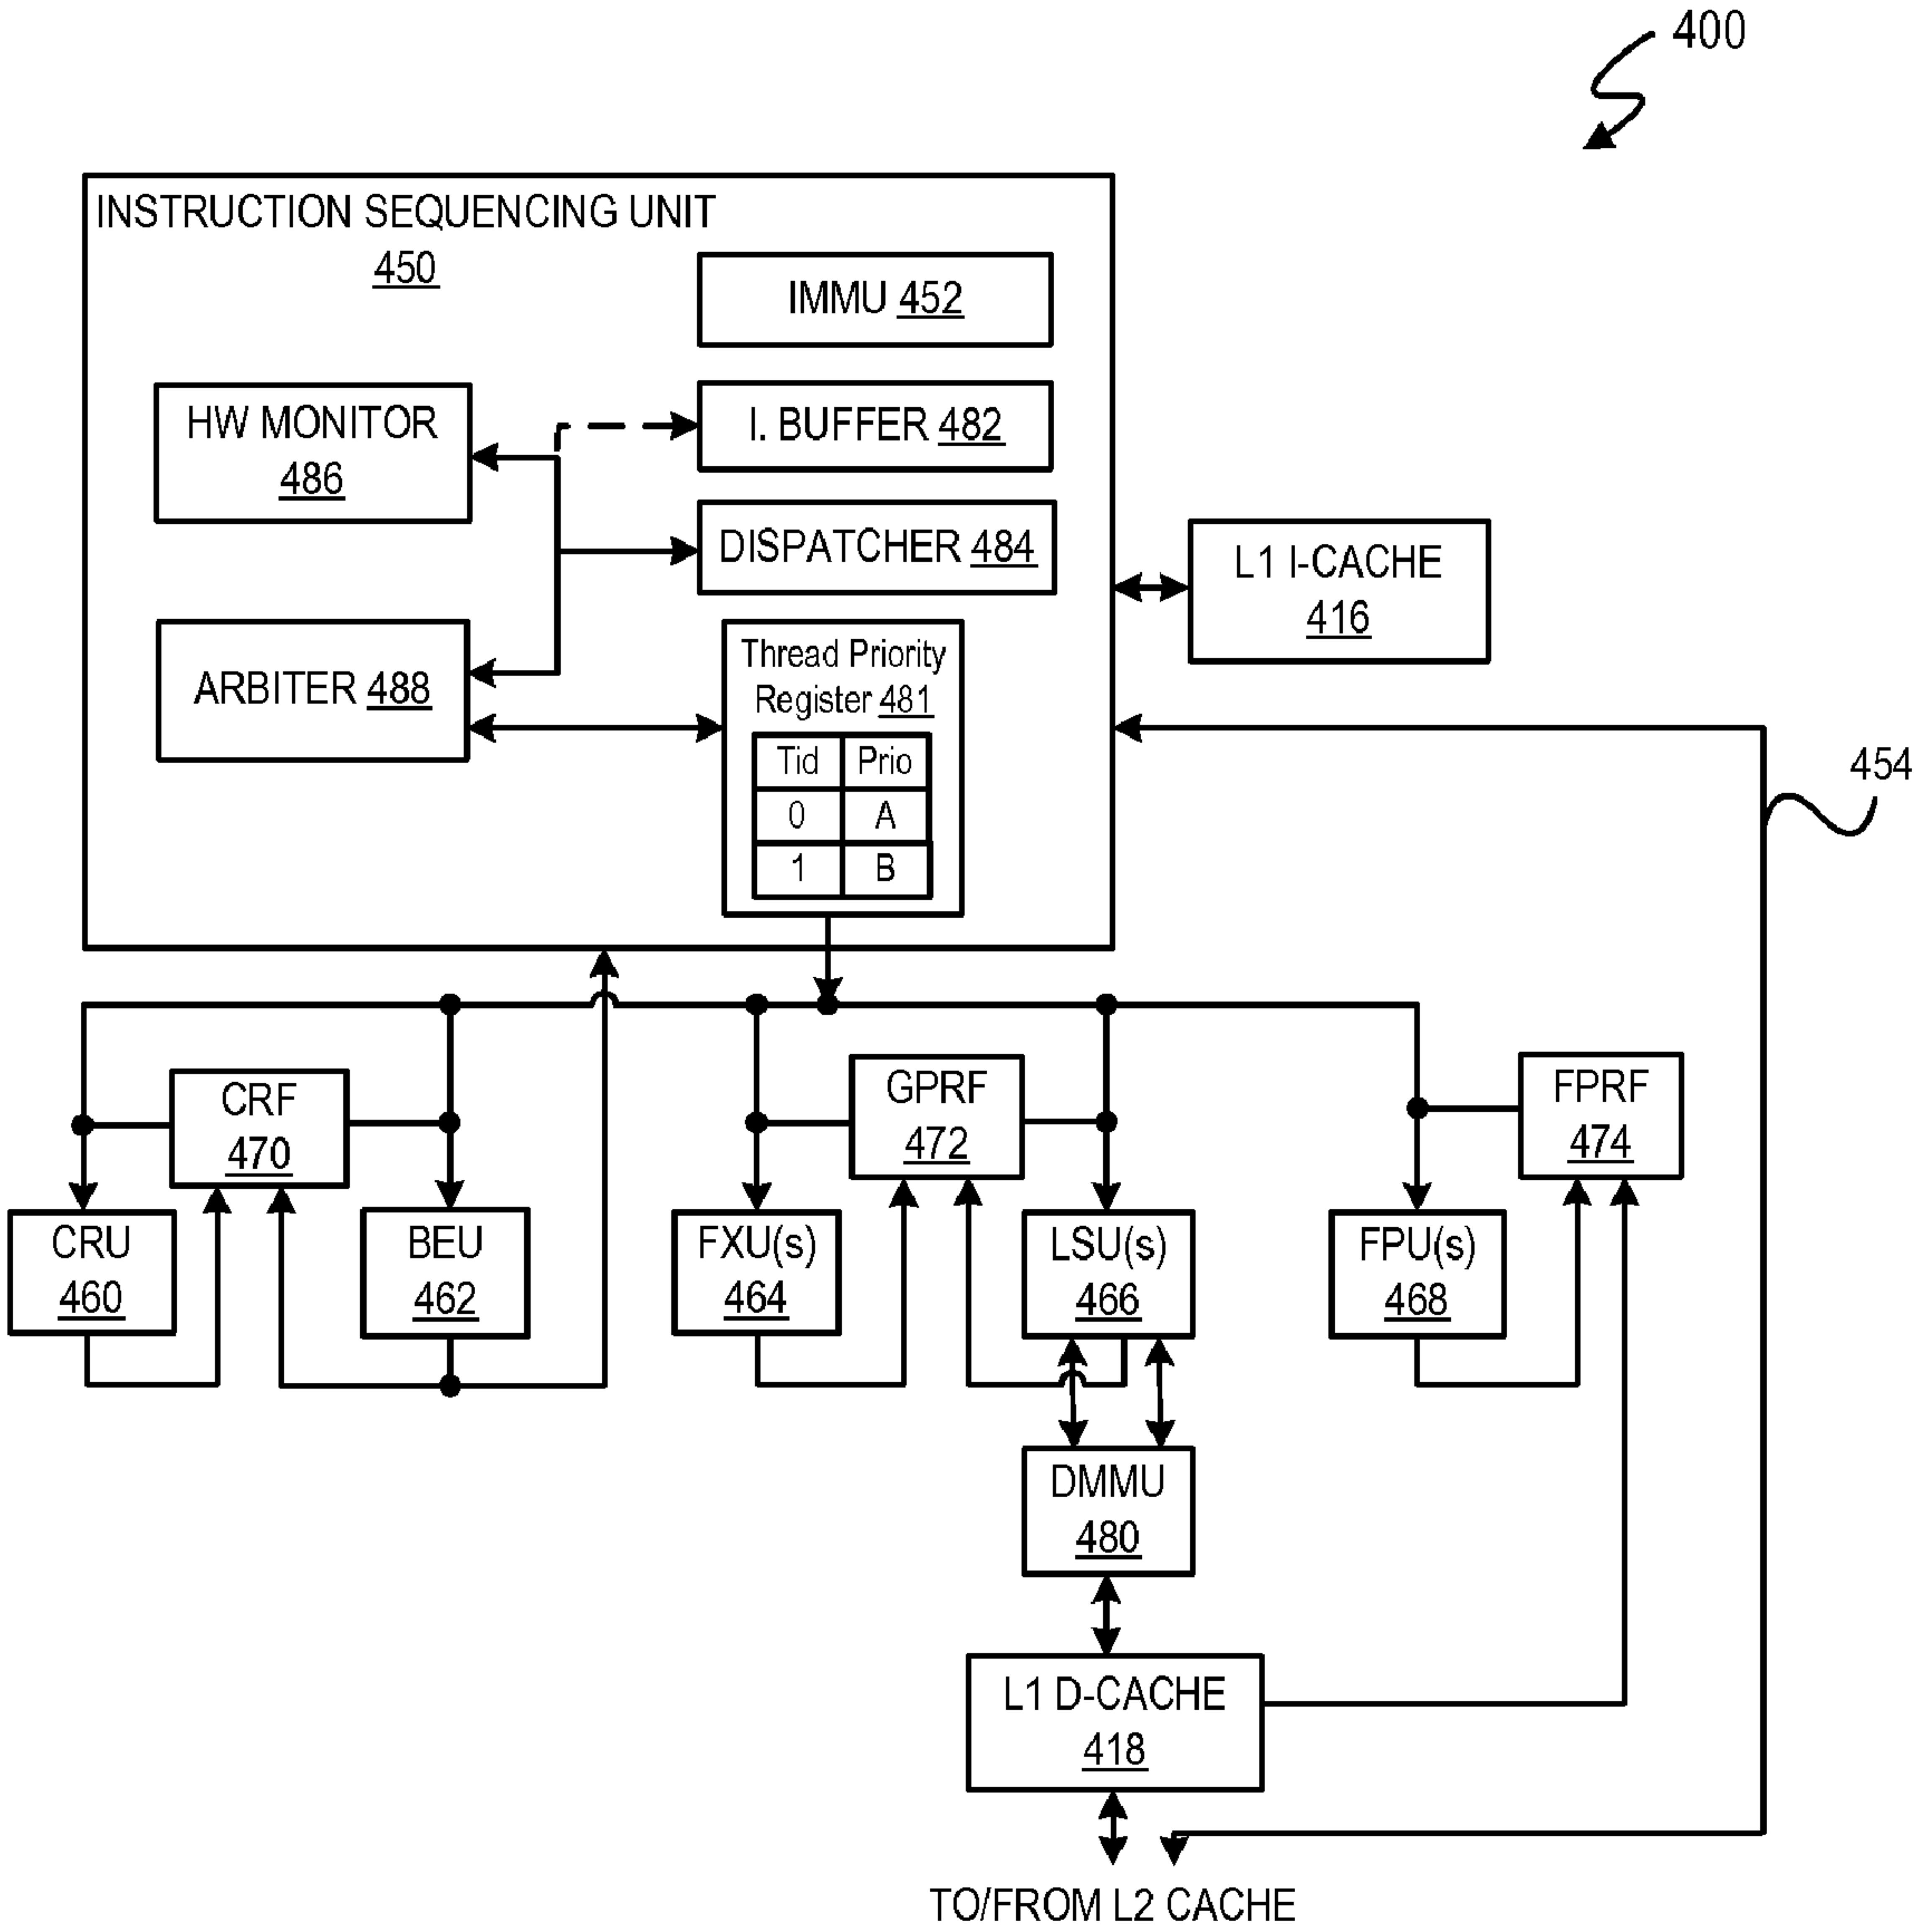 400
INSTRUCTION SEQUENCING UNIT
450
IMMU 452
HW MONITOR
486
I. BUFFER 482
DISPATCHER 484
L1 I-CACHE
416
ARBITER 488
Thread Priority
Register 481
Tid Prio
0 A
1 B
454
CRF
470
GPRF
472
FPRF
474
CRU
460
BEU
462
FXU(s)
464
LSU(s)
466
FPU(s)
468
DMMU
480
L1 D-CACHE
418
TO/FROM L2 CACHE